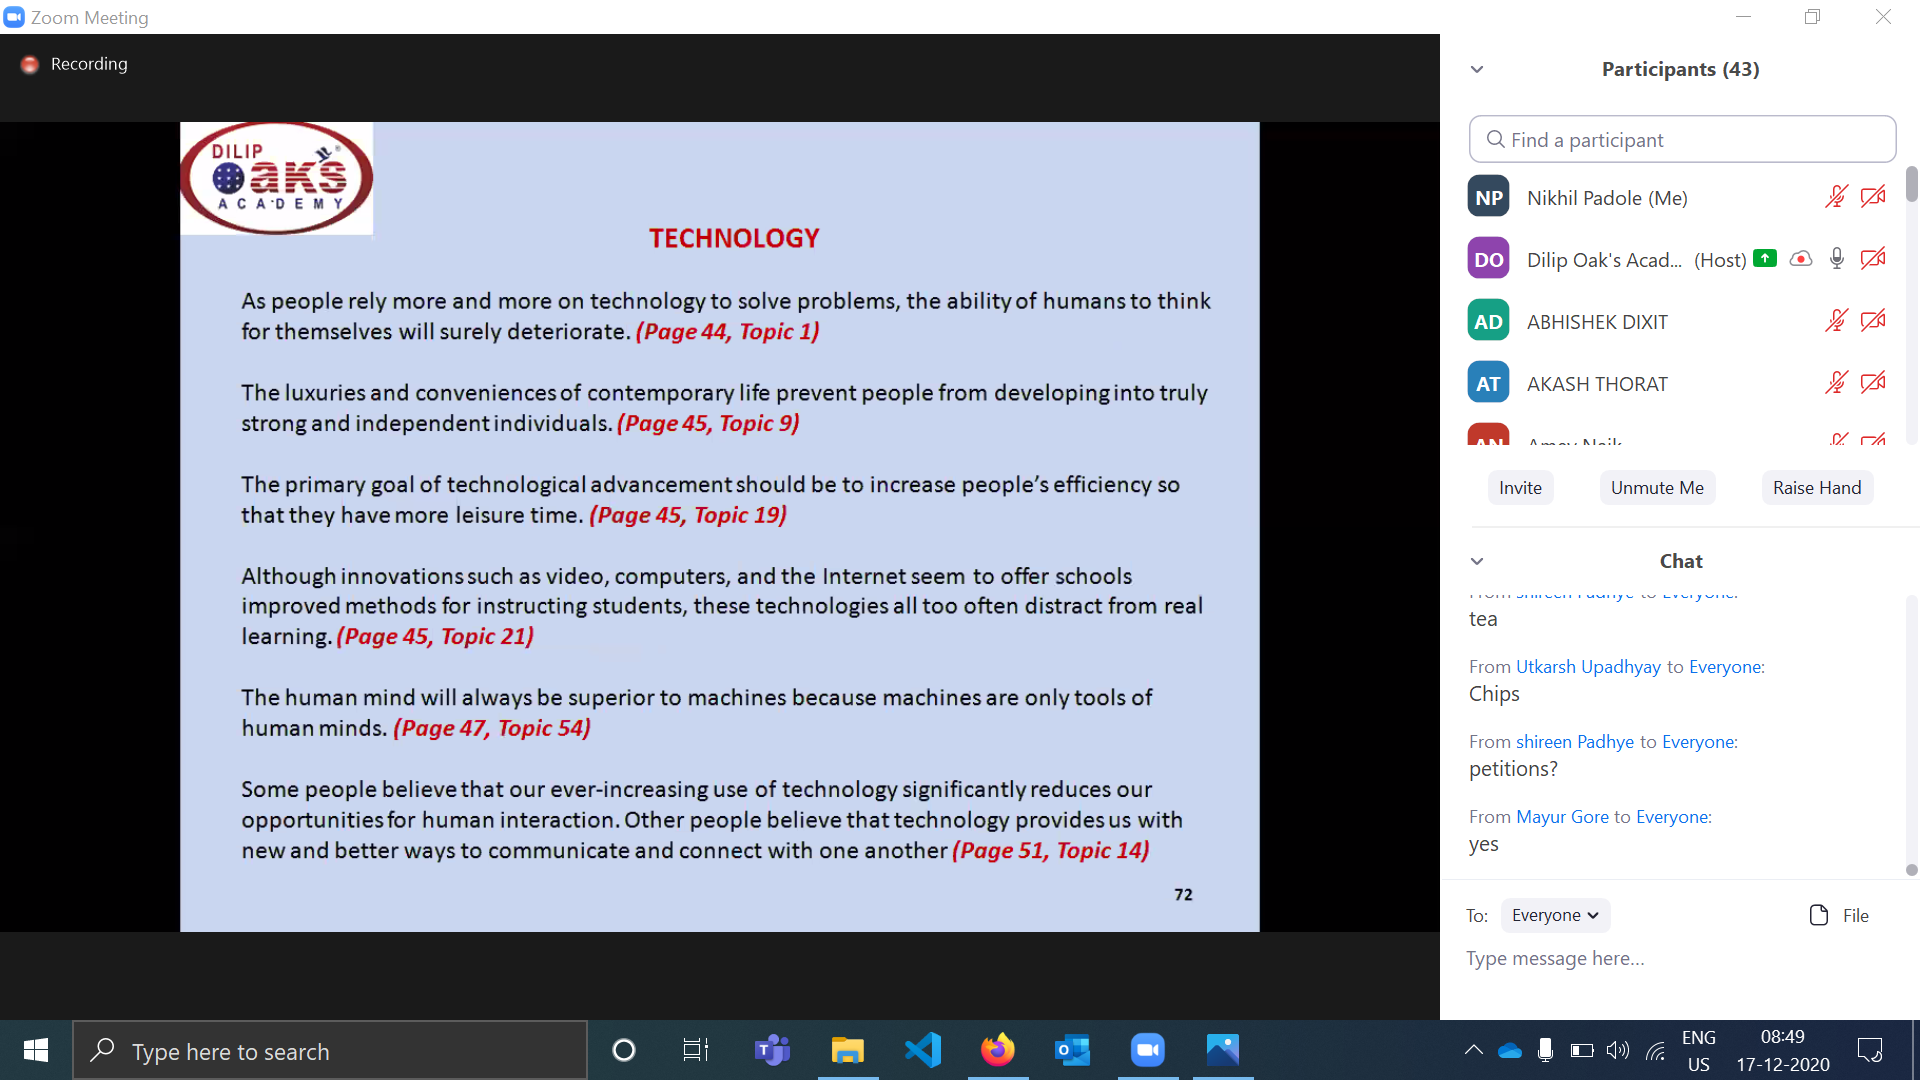 Zoom Meeting
Recording
DILIP
Oaks
ACADEMY
TECHNOLOGY
As people rely more and more on technology to solve problems, the ability of humans to think
for themselves will surely deteriorate. (Page 44, Topic 1)
The luxuries and conveniences of contemporary life prevent people from developing into truly
strong and independent individuals. (Page 45, Topic 9)
The primary goal of technological advancement should be to increase people’s efficiency so
that they have more leisure time. (Page 45, Topic 19)
Although innovations such as video, computers, and the Internet seem to offer schools
improved methods for instructing students, these technologies all too often distract from real
learning. (Page 45, Topic 21)
The human mind will always be superior to machines because machines are only tools of
human minds. (Page 47, Topic 54)
Some people believe that our ever-increasing use of technology significantly reduces our
opportunities for human interaction. Other people believe that technology provides us with
new and better ways to communicate and connect with one another (Page 51, Topic 14)
72
Participants (43)
Find a participant
NP Nikhil Padole (Me)
DO Dilip Oak's Acad... (Host)
AD ABHISHEK DIXIT
AT AKASH THORAT
AN Amey Naik
Invite Unmute Me Raise Hand
Chat
From shireen Padhye to Everyone:
tea
From Utkarsh Upadhyay to Everyone:
Chips
From shireen Padhye to Everyone:
petitions?
From Mayur Gore to Everyone:
yes
To: Everyone File
Type message here...
Type here to search
ENG
US
08:49
17-12-2020